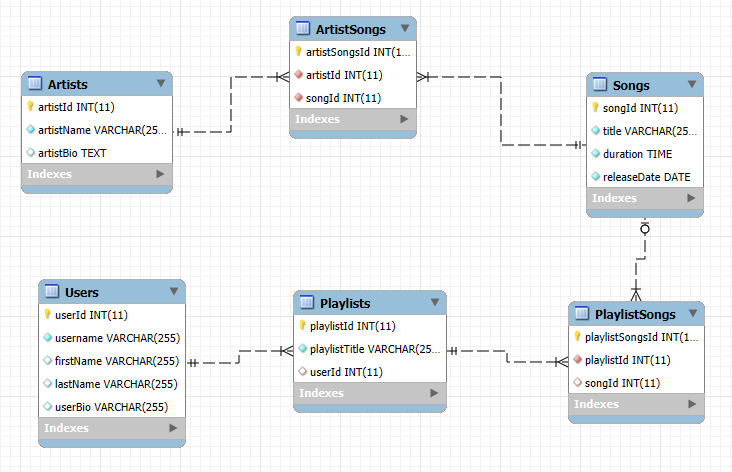 ArtistSongs
artistSongsId INT(1...
artistId INT(11)
songId INT(11)
Indexes
Artists
artistId INT(11)
artistName VARCHAR(25...
artistBio TEXT
Indexes
Songs
songId INT(11)
title VARCHAR(25...
duration TIME
releaseDate DATE
Indexes
Users
userId INT(11)
username VARCHAR(255)
firstName VARCHAR(255)
lastName VARCHAR(255)
userBio VARCHAR(255)
Indexes
Playlists
playlistId INT(11)
playlistTitle VARCHAR(25...
userId INT(11)
Indexes
PlaylistSongs
playlistSongsId INT(1...
playlistId INT(11)
songId INT(11)
Indexes